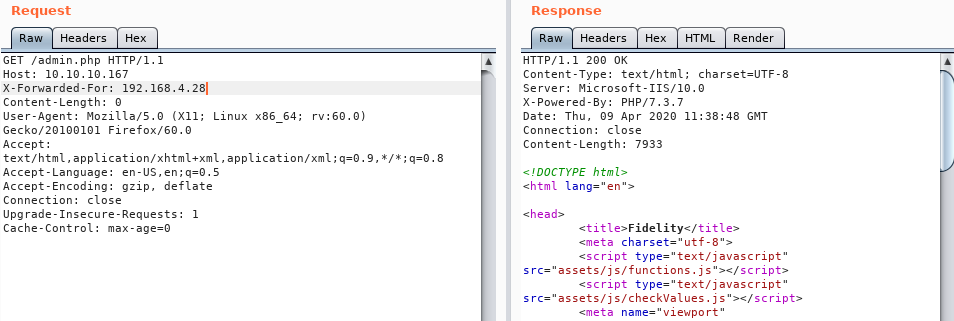 Request
Raw Headers Hex
GET /admin.php HTTP/1.1
Host: 10.10.10.167
X-Forwarded-For: 192.168.4.28
Content-Length: 0
User-Agent: Mozilla/5.0 (X11; Linux x86_64; rv:60.0)
Gecko/20100101 Firefox/60.0
Accept:
text/html,application/xhtml+xml,application/xml;q=0.9,*/*;q=0.8
Accept-Language: en-US,en;q=0.5
Accept-Encoding: gzip, deflate
Connection: close
Upgrade-Insecure-Requests: 1
Cache-Control: max-age=0
Response
Raw Headers Hex HTML Render
HTTP/1.1 200 OK
Content-Type: text/html; charset=UTF-8
Server: Microsoft-IIS/10.0
X-Powered-By: PHP/7.3.7
Date: Thu, 09 Apr 2020 11:38:48 GMT
Connection: close
Content-Length: 7933
<!DOCTYPE html>
<html lang="en">
<head>
<title>Fidelity</title>
<meta charset="utf-8">
<script type="text/javascript"
src="assets/js/functions.js"></script>
<script type="text/javascript"
src="assets/js/checkValues.js"></script>
<meta name="viewport"